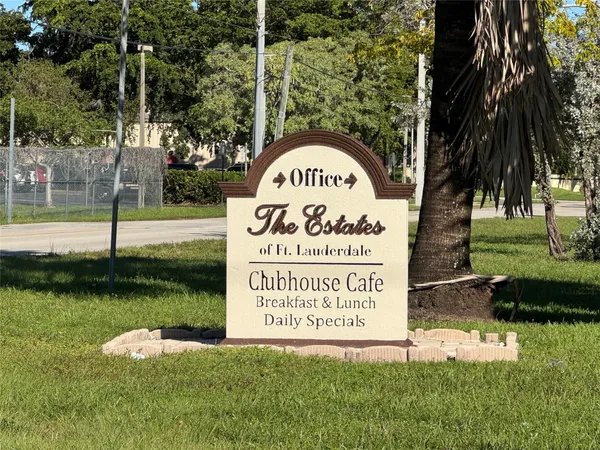 Office
The Estates
of Ft. Lauderdale
Clubhouse Cafe
Breakfast & Lunch
Daily Specials